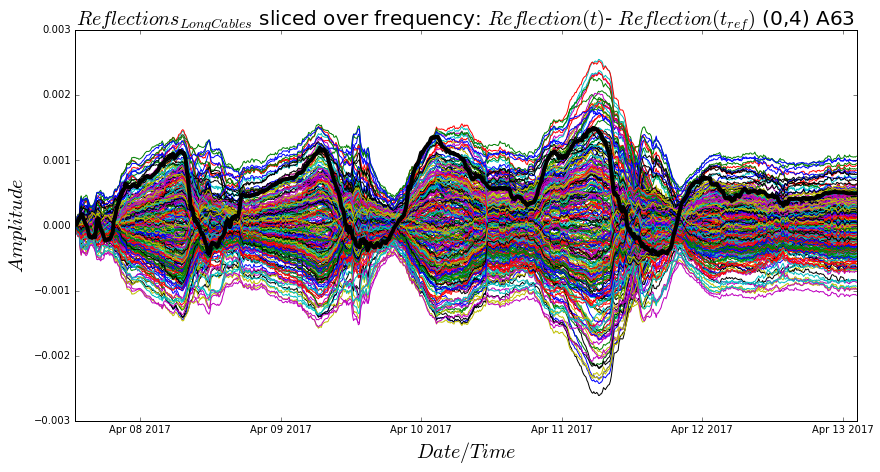 Reflections_LongCables sliced over frequency: Reflection(t)- Reflection(t_ref) (0,4) A63
0.003
0.002
0.001
0.000
−0.001
−0.002
−0.003
Amplitude
Apr 08 2017 Apr 09 2017 Apr 10 2017 Apr 11 2017 Apr 12 2017 Apr 13 2017
Date/Time